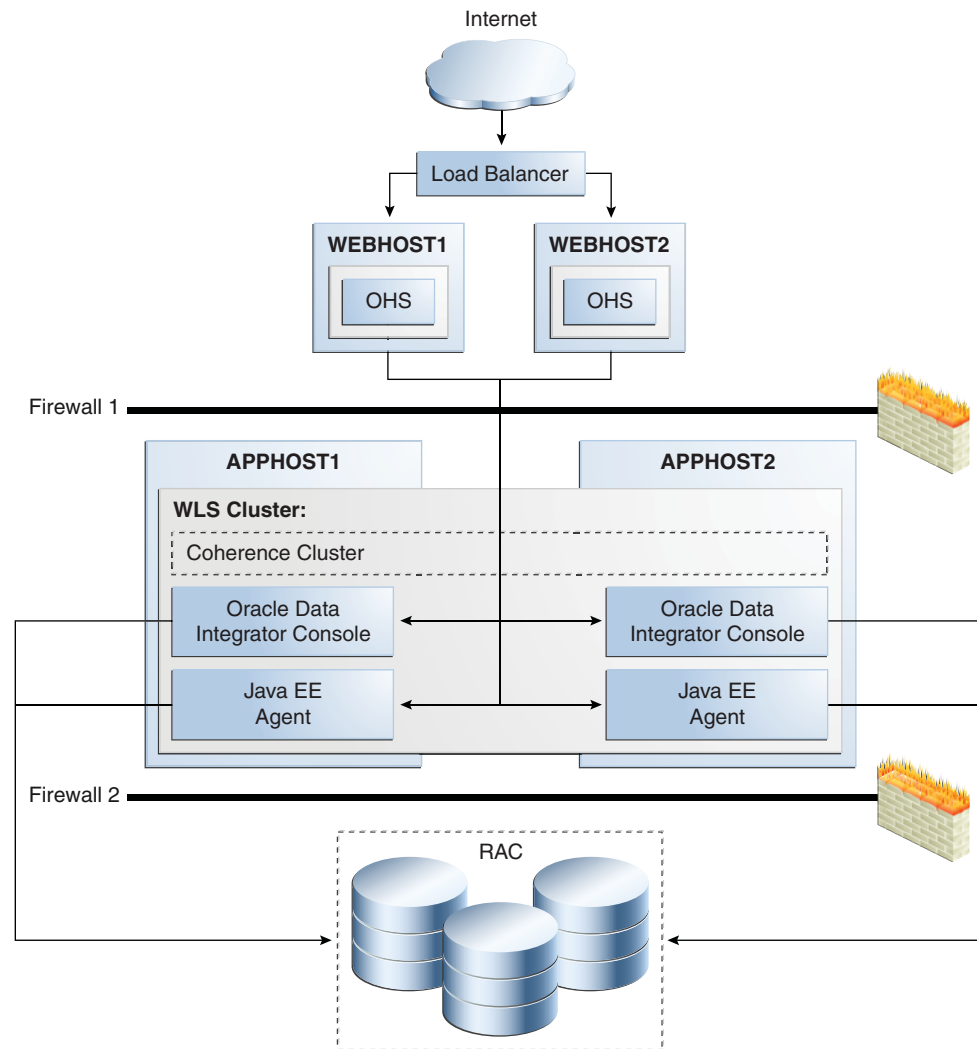 Internet
Load Balancer
WEBHOST1
WEBHOST2
OHS
OHS
Firewall 1
APPHOST1
APPHOST2
WLS Cluster:
Coherence Cluster
Oracle Data
Integrator Console
Oracle Data
Integrator Console
Java EE
Agent
Java EE
Agent
Firewall 2
RAC